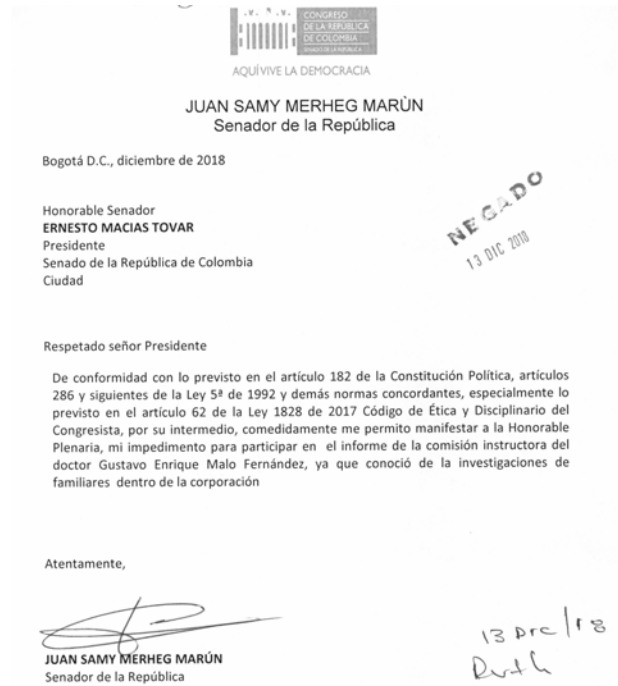 CONGRESO
DE LA REPÚBLICA
DE COLOMBIA
SENADO DE LA REPÚBLICA
AQUÍ VIVE LA DEMOCRACIA
JUAN SAMY MERHEG MARÙN
Senador de la República
Bogotá D.C., diciembre de 2018
NEGADO
13 DIC 2018
Honorable Senador
ERNESTO MACIAS TOVAR
Presidente
Senado de la República de Colombia
Ciudad
Respetado señor Presidente
De conformidad con lo previsto en el artículo 182 de la Constitución Política, artículos
286 y siguientes de la Ley 5ª de 1992 y demás normas concordantes, especialmente lo
previsto en el artículo 62 de la Ley 1828 de 2017 Código de Ética y Disciplinario del
Congresista, por su intermedio, comedidamente me permito manifestar a la Honorable
Plenaria, mi impedimento para participar en el informe de la comisión instructora del
doctor Gustavo Enrique Malo Fernández, ya que conoció de la investigaciones de
familiares dentro de la corporación
Atentamente,
JUAN SAMY MERHEG MARÚN
Senador de la República
13 Dic/18
Ruth